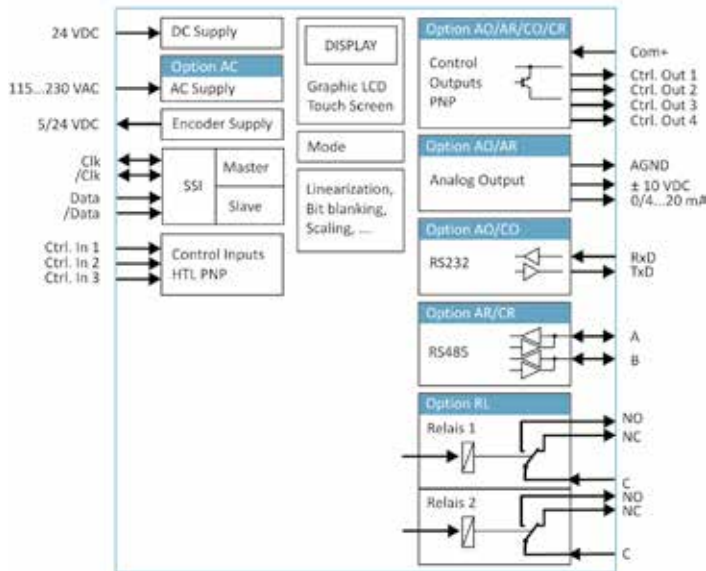 24 VDC
DC Supply
Option AC
115...230 VAC
AC Supply
5/24 VDC
Encoder Supply
Clk
/Clk
Data
/Data
SSI
Master
Slave
Ctrl. In 1
Ctrl. In 2
Ctrl. In 3
Control Inputs
HTL PNP
DISPLAY
Graphic LCD
Touch Screen
Mode
Linearization,
Bit blanking,
Scaling, ...
Option AO/AR/CO/CR
Control
Outputs
PNP
Com+
Ctrl. Out 1
Ctrl. Out 2
Ctrl. Out 3
Ctrl. Out 4
Option AO/AR
Analog Output
AGND
± 10 VDC
0/4...20 mA
Option AO/CO
RS232
RxD
TxD
Option AR/CR
RS485
A
B
Option RL
Relais 1
NO
NC
C
Relais 2
NO
NC
C